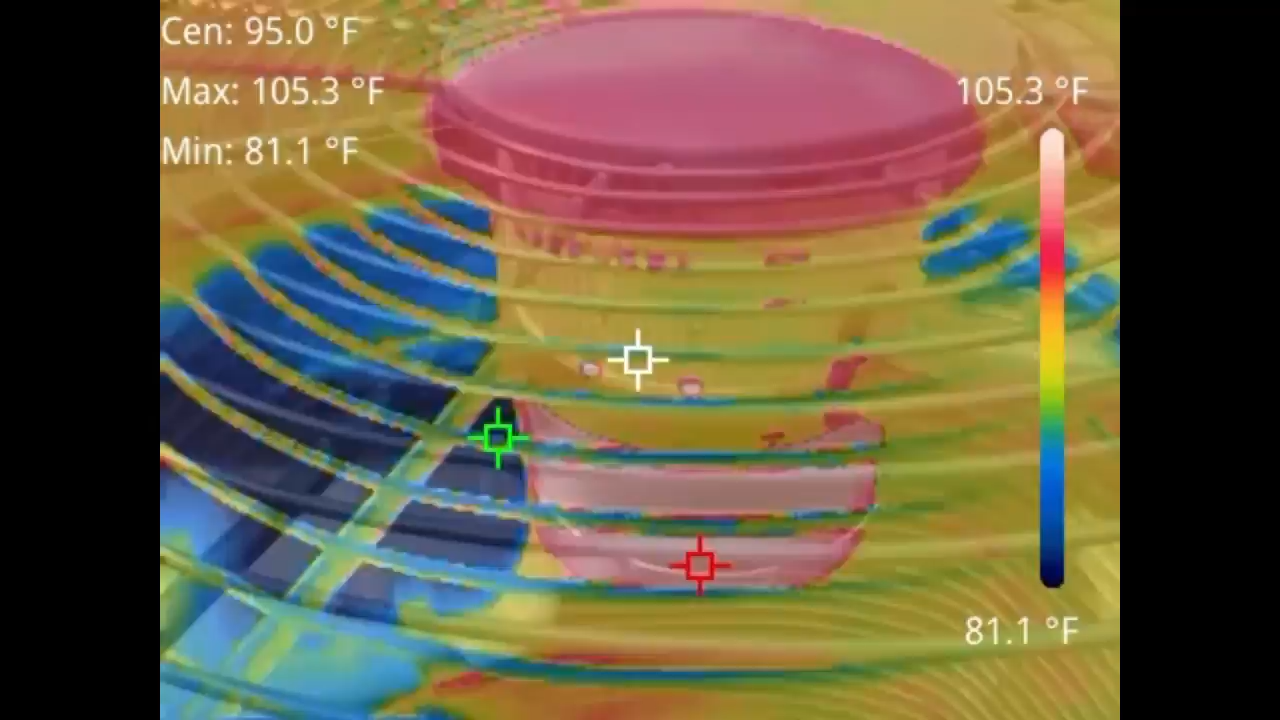 Cen: 95.0 °F
Max: 105.3 °F
105.3 °F
Min: 81.1 °F
81.1 °F